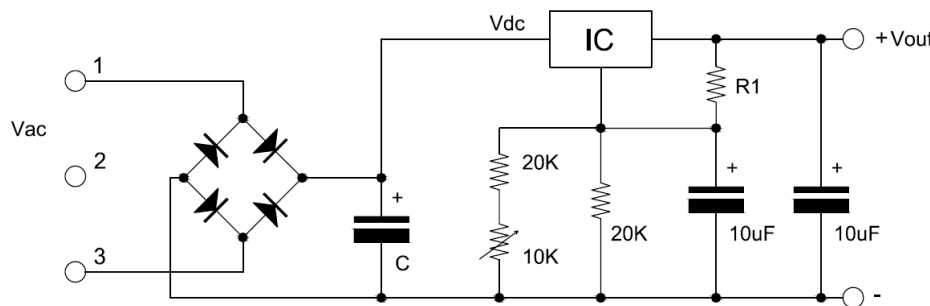 Vdc
IC
+ Vout
1
R1
Vac
2
20K
+
+
+
20K
10uF
10uF
3
10K
C
-